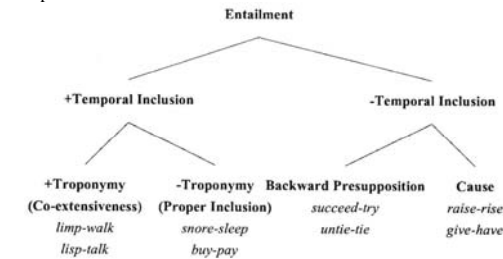 Entailment
+Temporal Inclusion -Temporal Inclusion
+Troponymy -Troponymy Backward Presupposition Cause
(Co-extensiveness) (Proper Inclusion) succeed-try raise-rise
limp-walk snore-sleep untie-tie give-have
lisp-talk buy-pay